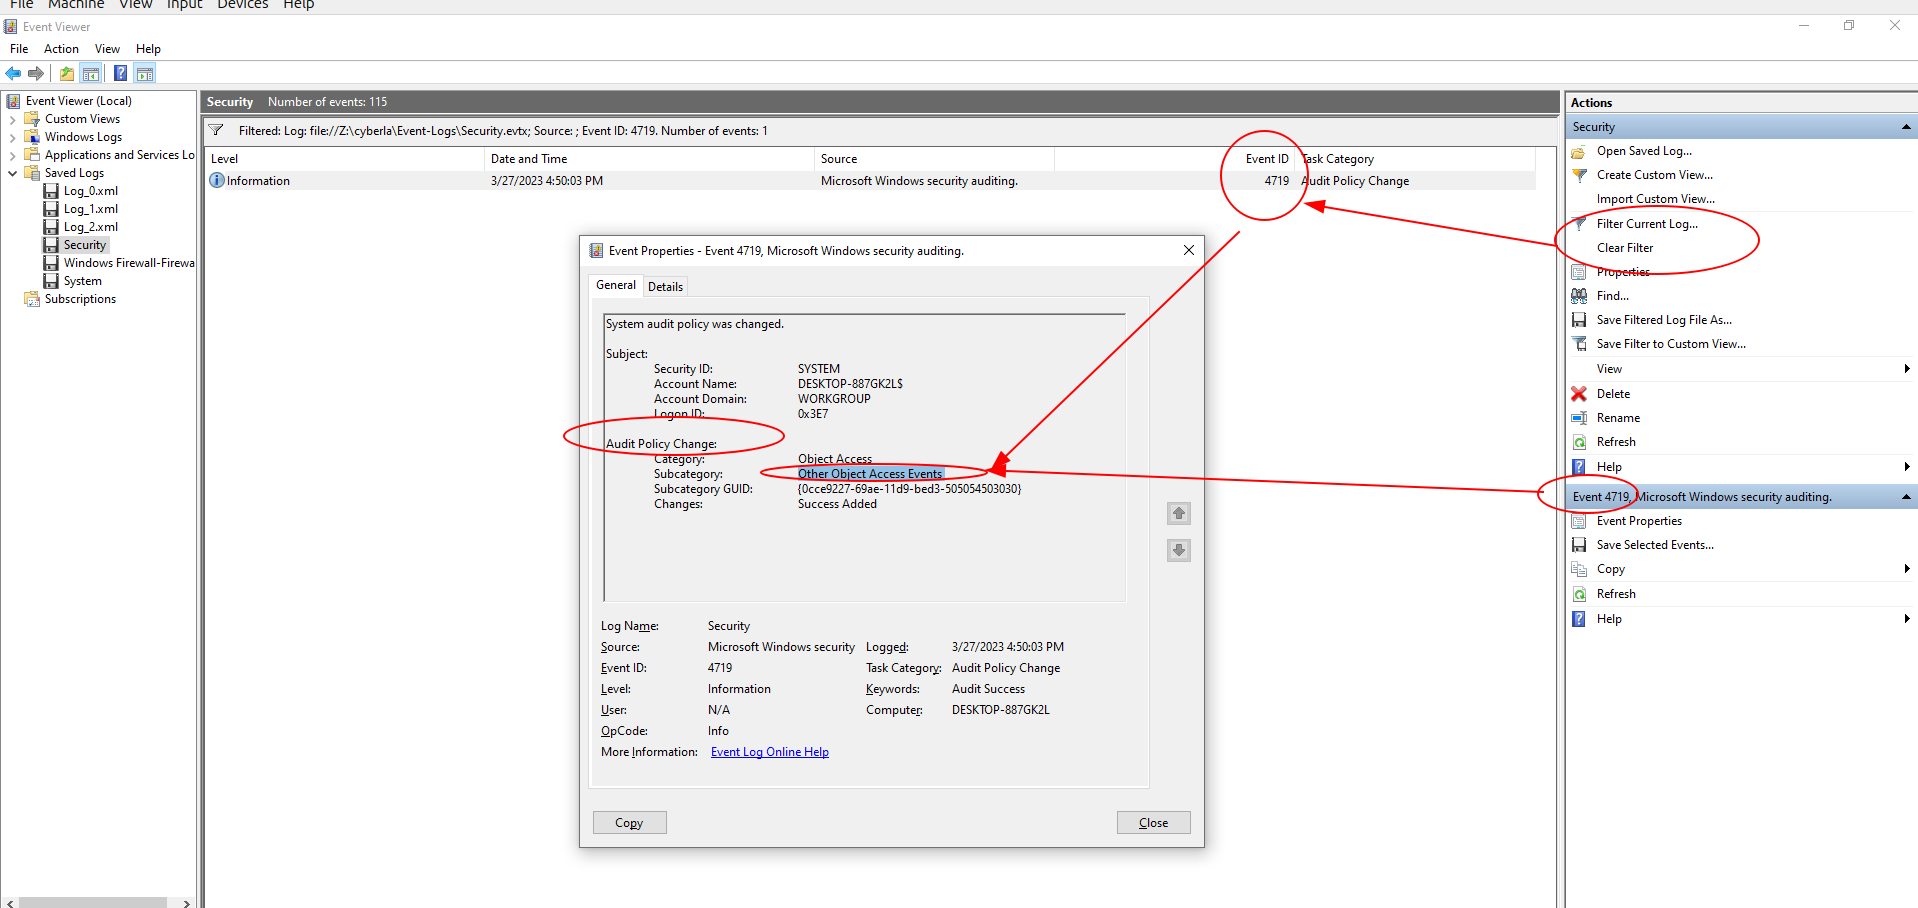 File Machine View Input Devices Help
Event Viewer
File Action View Help
Event Viewer (Local)
Custom Views
Windows Logs
Applications and Services Lo
Saved Logs
Log_0.xml
Log_1.xml
Log_2.xml
Security
Windows Firewall-Firewa
System
Subscriptions
Security Number of events: 115
Filtered: Log: file://Z:\cyberla\Event-Logs\Security.evtx; Source: ; Event ID: 4719. Number of events: 1
Level Date and Time Source Event ID Task Category
Information 3/27/2023 4:50:03 PM Microsoft Windows security auditing. 4719 Audit Policy Change
Event Properties - Event 4719, Microsoft Windows security auditing.
General Details
System audit policy was changed.
Subject:
Security ID: SYSTEM
Account Name: DESKTOP-887GK2L$
Account Domain: WORKGROUP
Logon ID: 0x3E7
Audit Policy Change:
Category: Object Access
Subcategory: Other Object Access Events
Subcategory GUID: {0cce9227-69ae-11d9-bed3-505054503030}
Changes: Success Added
Log Name: Security
Source: Microsoft Windows security Logged: 3/27/2023 4:50:03 PM
Event ID: 4719 Task Category: Audit Policy Change
Level: Information Keywords: Audit Success
User: N/A Computer: DESKTOP-887GK2L
OpCode: Info
More Information: Event Log Online Help
Copy Close
Actions
Security
Open Saved Log...
Create Custom View...
Import Custom View...
Filter Current Log...
Clear Filter
Properties
Find...
Save Filtered Log File As...
Save Filter to Custom View...
View
Delete
Rename
Refresh
Help
Event 4719, Microsoft Windows security auditing.
Event Properties
Save Selected Events...
Copy
Refresh
Help